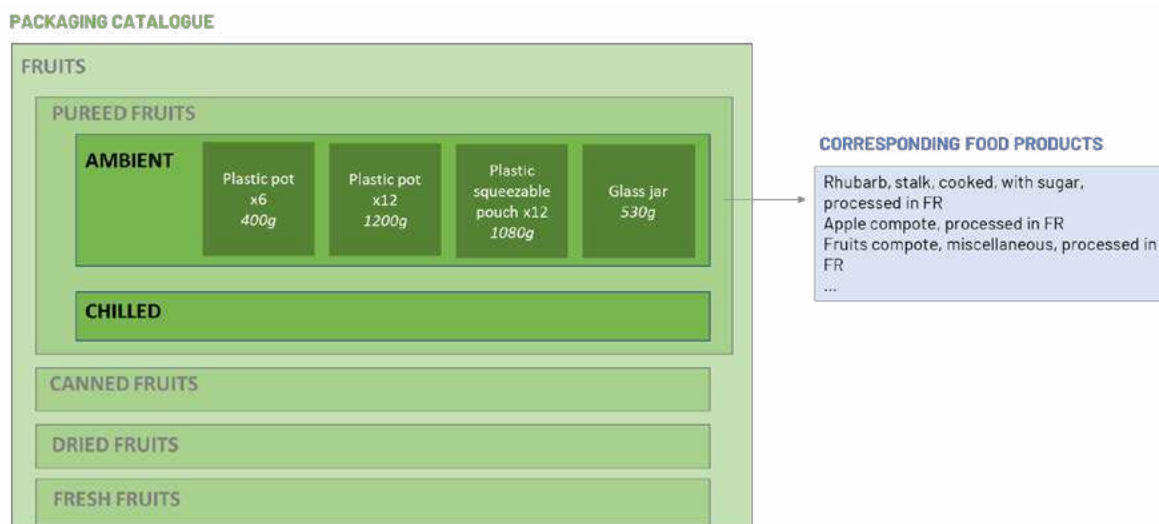 PACKAGING CATALOGUE
FRUITS
PUREED FRUITS
AMBIENT
Plastic pot
x6
400g
Plastic pot
x12
1200g
Plastic
squeezable
pouch x12
1080g
Glass jar
530g
CHILLED
CANNED FRUITS
DRIED FRUITS
FRESH FRUITS
CORRESPONDING FOOD PRODUCTS
Rhubarb, stalk, cooked, with sugar,
processed in FR
Apple compote, processed in FR
Fruits compote, miscellaneous, processed in
FR
...